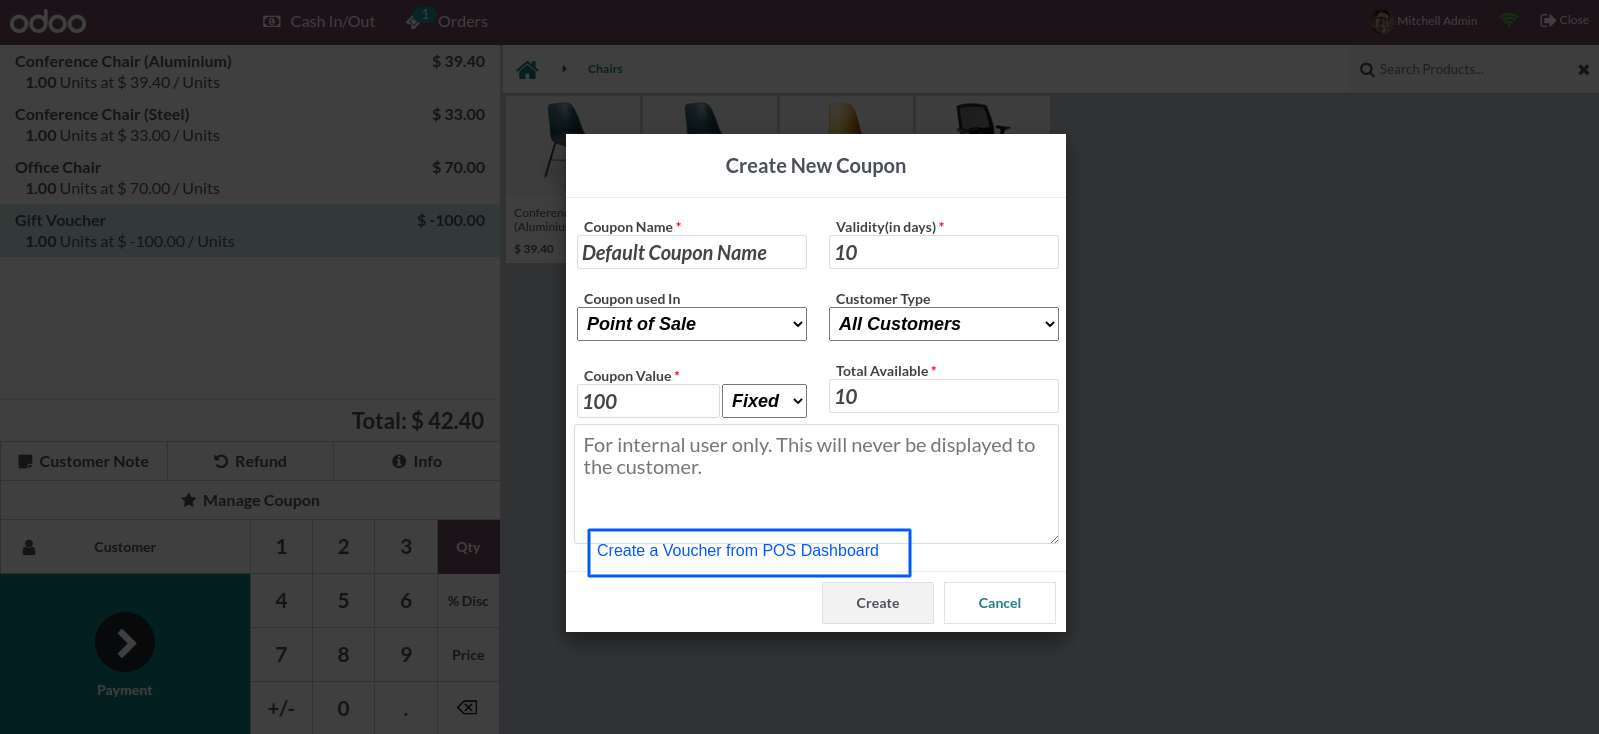 odoo
Cash In/Out
1
Orders
Mitchell Admin
Close
Conference Chair (Aluminium)
$ 39.40
1.00 Units at $ 39.40 / Units
Conference Chair (Steel)
$ 33.00
1.00 Units at $ 33.00 / Units
Office Chair
$ 70.00
1.00 Units at $ 70.00 / Units
Gift Voucher
$ -100.00
1.00 Units at $ -100.00 / Units
Total: $ 42.40
Customer Note
Refund
Info
Manage Coupon
Customer
1
2
3
Qty
4
5
6
% Disc
7
8
9
Price
+/-
0
.
Payment
Chairs
Search Products...
$ 39.40
Create New Coupon
Coupon Name *
Default Coupon Name
Validity(in days) *
10
Coupon used In
Point of Sale
Customer Type
All Customers
Coupon Value *
100
Fixed
Total Available *
10
For internal user only. This will never be displayed to
the customer.
Create a Voucher from POS Dashboard
Create
Cancel